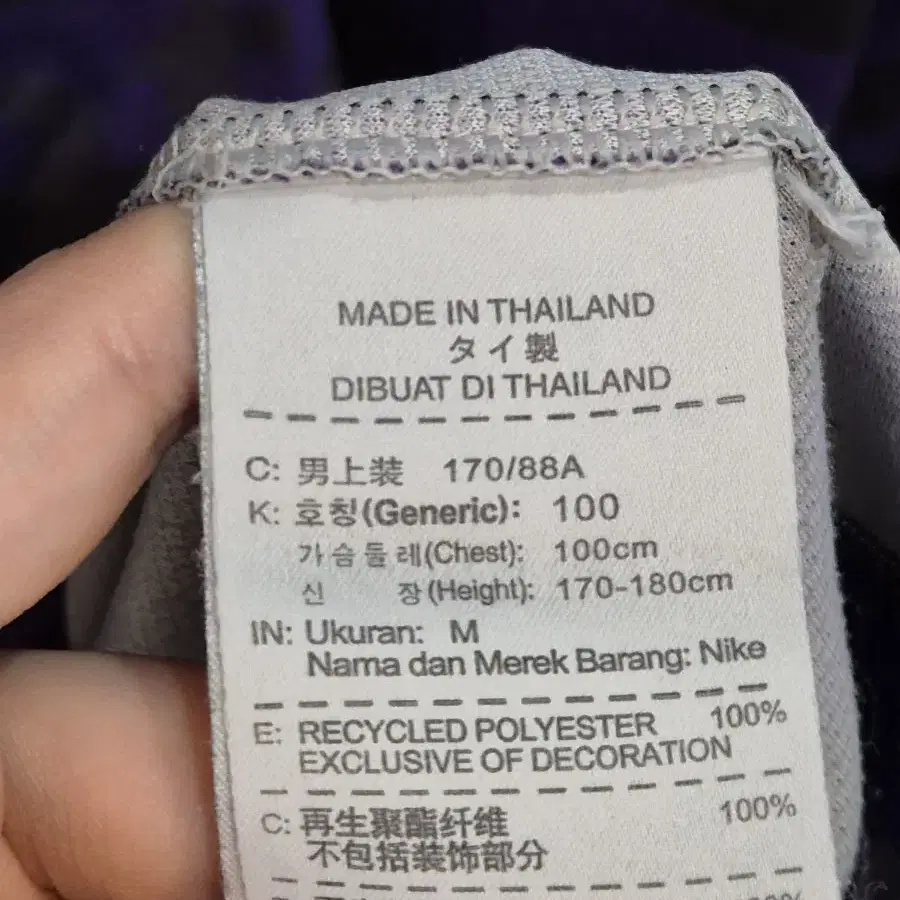 MADE IN THAILAND
タイ製
DIBUAT DI THAILAND
C: 男上装 170/88A
K: 호칭(Generic): 100
가슴둘레(Chest): 100cm
신 장(Height): 170-180cm
IN: Ukuran: M
Nama dan Merek Barang: Nike
E: RECYCLED POLYESTER 100%
EXCLUSIVE OF DECORATION
C: 再生聚酯纤维 100%
不包括装饰部分